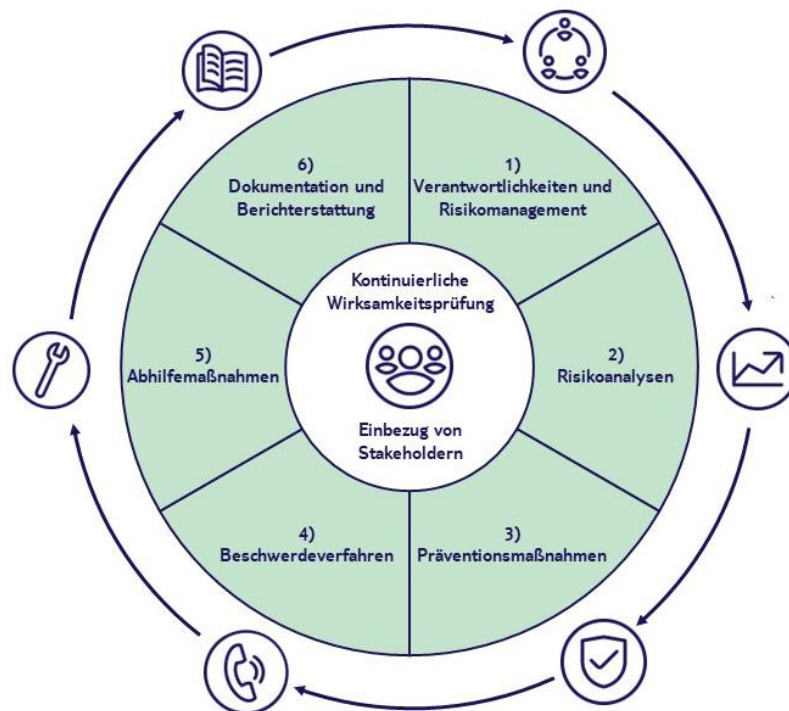 1)
Verantwortlichkeiten und
Risikomanagement
2)
Risikoanalysen
3)
Präventionsmaßnahmen
4)
Beschwerdeverfahren
5)
Abhilfemaßnahmen
6)
Dokumentation und
Berichterstattung
Kontinuierliche
Wirksamkeitsprüfung
Einbezug von
Stakeholdern